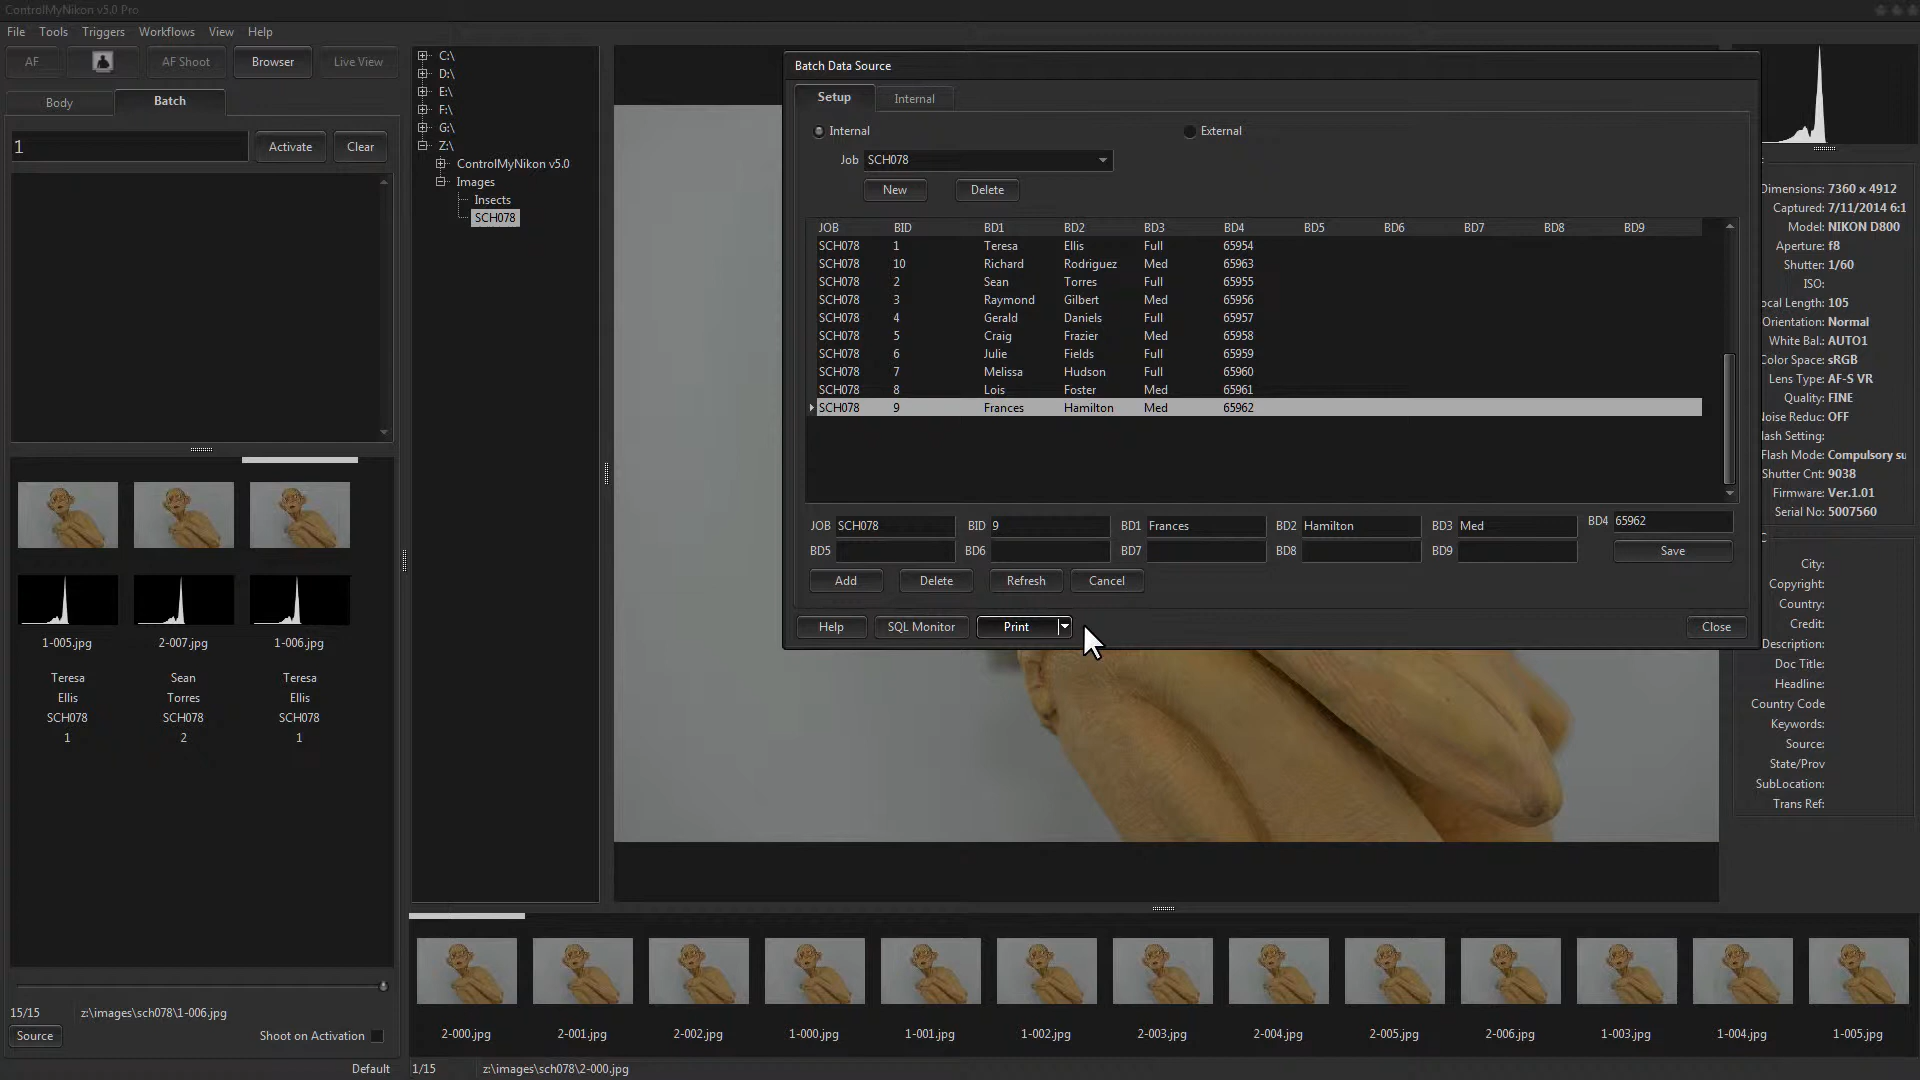 ControlMyNikon v5.0 Pro
File Tools Triggers Workflows View Help
AF AF Shoot Browser Live View
Body Batch
1 Activate Clear
C:\
D:\
E:\
F:\
G:\
Z:\
ControlMyNikon v5.0
Images
Insects
SCH078
Batch Data Source
Setup Internal
Internal External
Job SCH078
New Delete
JOB BID BD1 BD2 BD3 BD4 BD5 BD6 BD7 BD8 BD9
SCH078 1 Teresa Ellis Full 65954
SCH078 10 Richard Rodriguez Med 65963
SCH078 2 Sean Torres Full 65955
SCH078 3 Raymond Gilbert Med 65956
SCH078 4 Gerald Daniels Full 65957
SCH078 5 Craig Frazier Med 65958
SCH078 6 Julie Fields Full 65959
SCH078 7 Melissa Hudson Full 65960
SCH078 8 Lois Foster Med 65961
SCH078 9 Frances Hamilton Med 65962
JOB SCH078 BID 9 BD1 Frances BD2 Hamilton BD3 Med BD4 65962
BD5 BD6 BD7 BD8 BD9 Save
Add Delete Refresh Cancel
Help SQL Monitor Print Close
Dimensions: 7360 x 4912
Captured: 7/11/2014 6:1
Model: NIKON D800
Aperture: f8
Shutter: 1/60
ISO:
ocal Length: 105
Orientation: Normal
White Bal.: AUTO1
Color Space: sRGB
Lens Type: AF-S VR
Quality: FINE
Noise Reduc: OFF
lash Setting:
Flash Mode: Compulsory su
Shutter Cnt: 9038
Firmware: Ver.1.01
Serial No: 5007560
City:
Copyright:
Country:
Credit:
Description:
Doc Title:
Headline:
Country Code
Keywords:
Source:
State/Prov
SubLocation:
Trans Ref:
1-005.jpg 2-007.jpg 1-006.jpg
Teresa Sean Teresa
Ellis Torres Ellis
SCH078 SCH078 SCH078
1 2 1
15/15 z:\images\sch078\1-006.jpg
Source Shoot on Activation
2-000.jpg 2-001.jpg 2-002.jpg 1-000.jpg 1-001.jpg 1-002.jpg 2-003.jpg 2-004.jpg 2-005.jpg 2-006.jpg 1-003.jpg 1-004.jpg 1-005.jpg
Default 1/15 z:\images\sch078\2-000.jpg